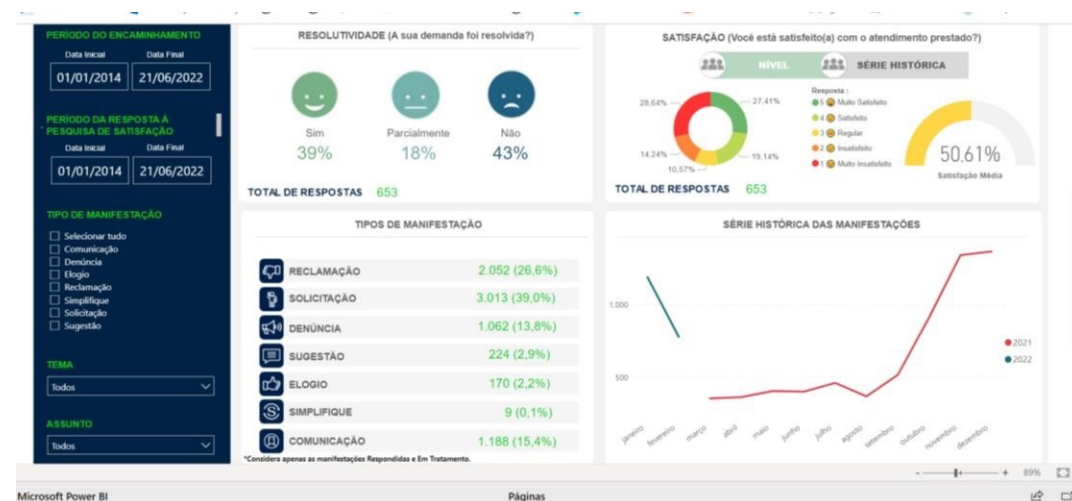 PERÍODO DO ENCAMINHAMENTO
Data Inicial Data Final
01/01/2014 21/06/2022
PERÍODO DA RESPOSTA À
PESQUISA DE SATISFAÇÃO
Data Inicial Data Final
01/01/2014 21/06/2022
TIPO DE MANIFESTAÇÃO
Selecionar tudo
Comunicação
Denúncia
Elogio
Reclamação
Simplifique
Solicitação
Sugestão
TEMA
Todos
ASSUNTO
Todos
RESOLUTIVIDADE (A sua demanda foi resolvida?)
Sim Parcialmente Não
39% 18% 43%
TOTAL DE RESPOSTAS 653
SATISFAÇÃO (Você está satisfeito(a) com o atendimento prestado?)
NÍVEL SÉRIE HISTÓRICA
28,64%
27,41%
14,24%
19,14%
10,57%
Resposta :
5 Muito Satisfeito
4 Satisfeito
3 Regular
2 Insatisfeito
1 Muito Insatisfeito
50.61%
Satisfação Média
TOTAL DE RESPOSTAS 653
TIPOS DE MANIFESTAÇÃO
RECLAMAÇÃO 2.052 (26,6%)
SOLICITAÇÃO 3.013 (39,0%)
DENÚNCIA 1.062 (13,8%)
SUGESTÃO 224 (2,9%)
ELOGIO 170 (2,2%)
SIMPLIFIQUE 9 (0,1%)
COMUNICAÇÃO 1.188 (15,4%)
*Considera apenas as manifestações Respondidas e Em Tratamento.
SÉRIE HISTÓRICA DAS MANIFESTAÇÕES
1.000
500
2021
2022
janeiro fevereiro março abril maio junho julho agosto setembro outubro novembro dezembro
- + 89%
Microsoft Power BI Páginas